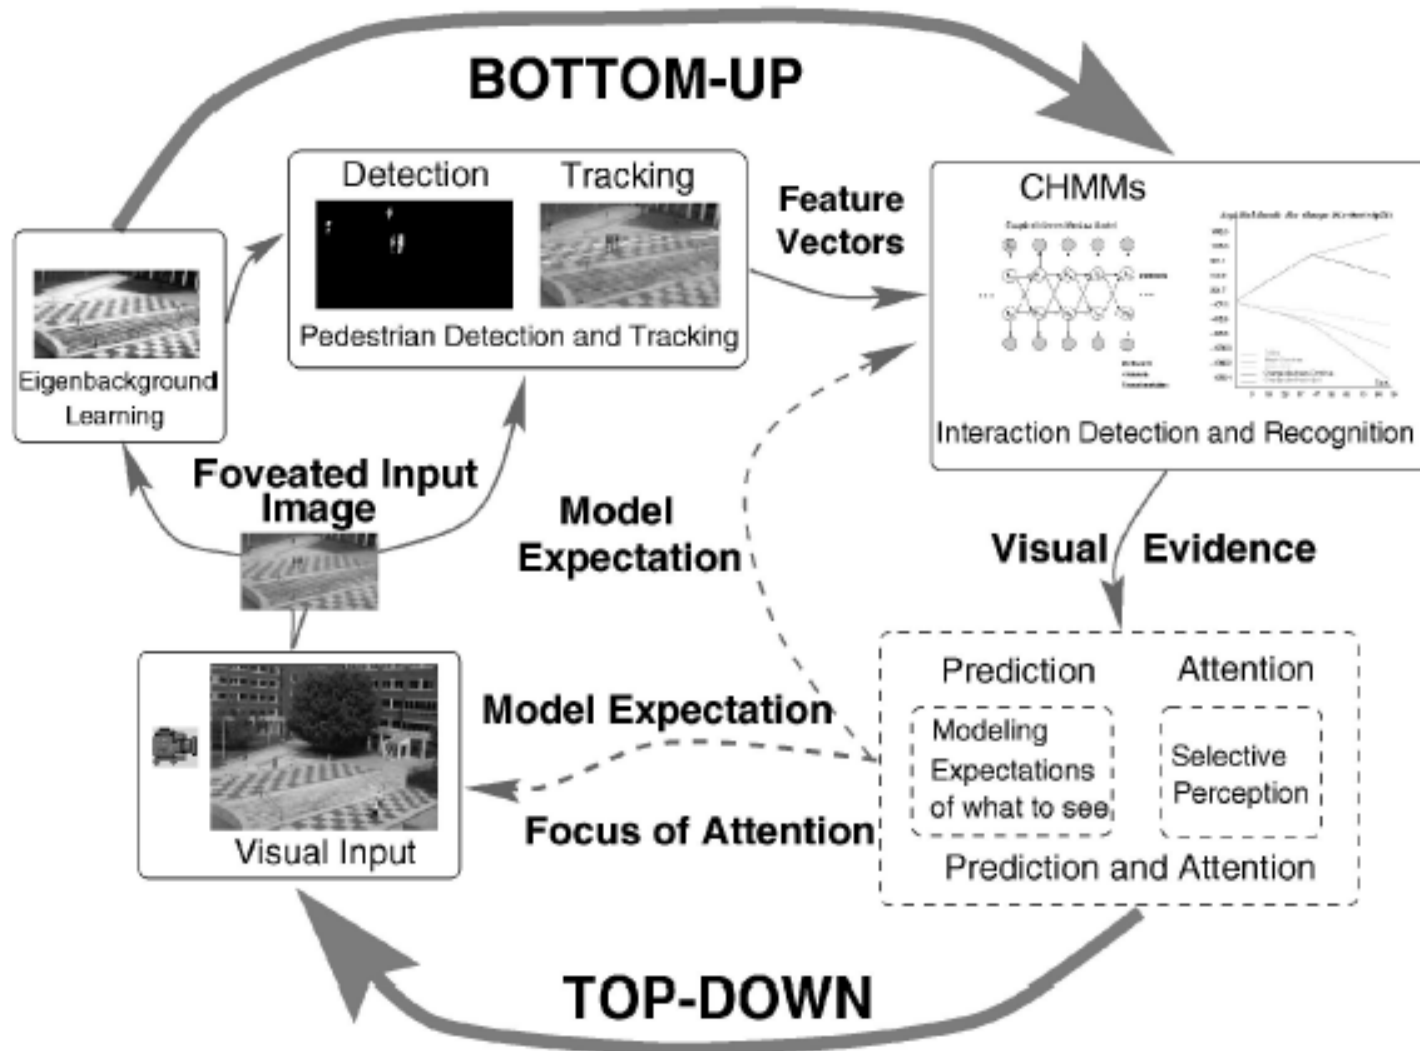 BOTTOM-UP
Detection
Tracking
Pedestrian Detection and Tracking
Feature
Vectors
CHMMs
Interaction Detection and Recognition
Eigenbackground
Learning
Foveated Input
Image
Model
Expectation
Visual Evidence
Visual Input
Model Expectation
Focus of Attention
Prediction
Attention
Modeling
Expectations
of what to see
Selective
Perception
Prediction and Attention
TOP-DOWN